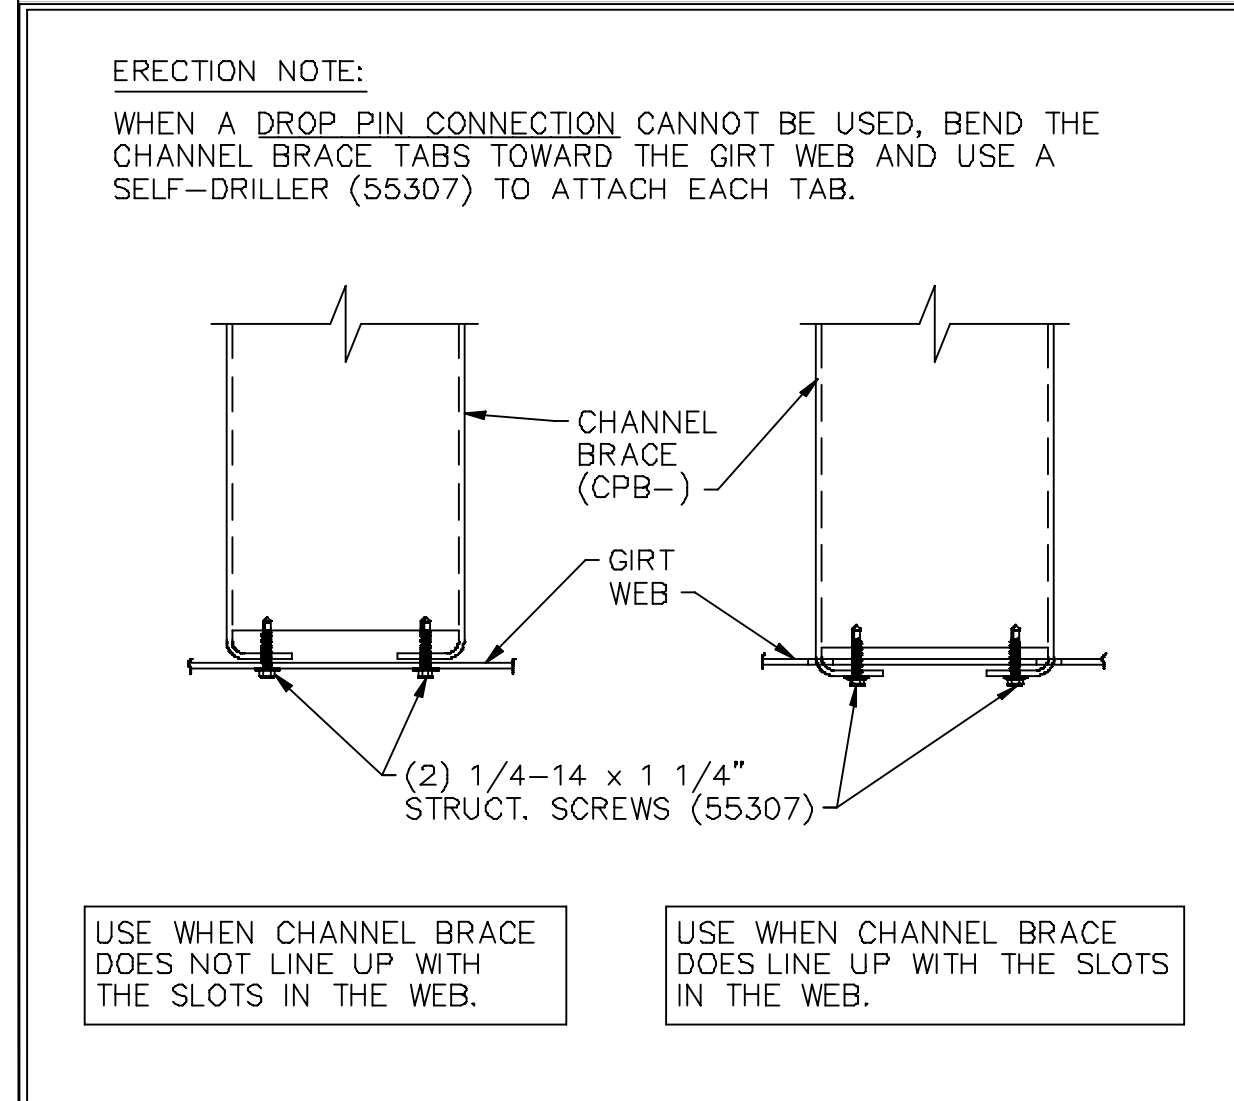 ERECTION NOTE:
WHEN A DROP PIN CONNECTION CANNOT BE USED, BEND THE
CHANNEL BRACE TABS TOWARD THE GIRT WEB AND USE A
SELF-DRILLER (55307) TO ATTACH EACH TAB.
CHANNEL
BRACE
(CPB-)
GIRT
WEB
(2) 1/4-14 x 1 1/4"
STRUCT. SCREWS (55307)
USE WHEN CHANNEL BRACE
DOES NOT LINE UP WITH
THE SLOTS IN THE WEB.
USE WHEN CHANNEL BRACE
DOES LINE UP WITH THE SLOTS
IN THE WEB.